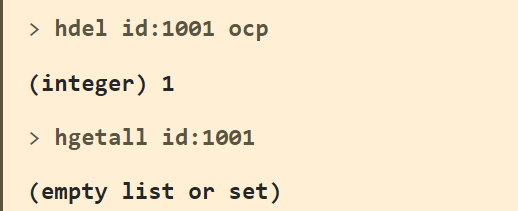 > hdel id:1001 ocp
(integer) 1
> hgetall id:1001
(empty list or set)